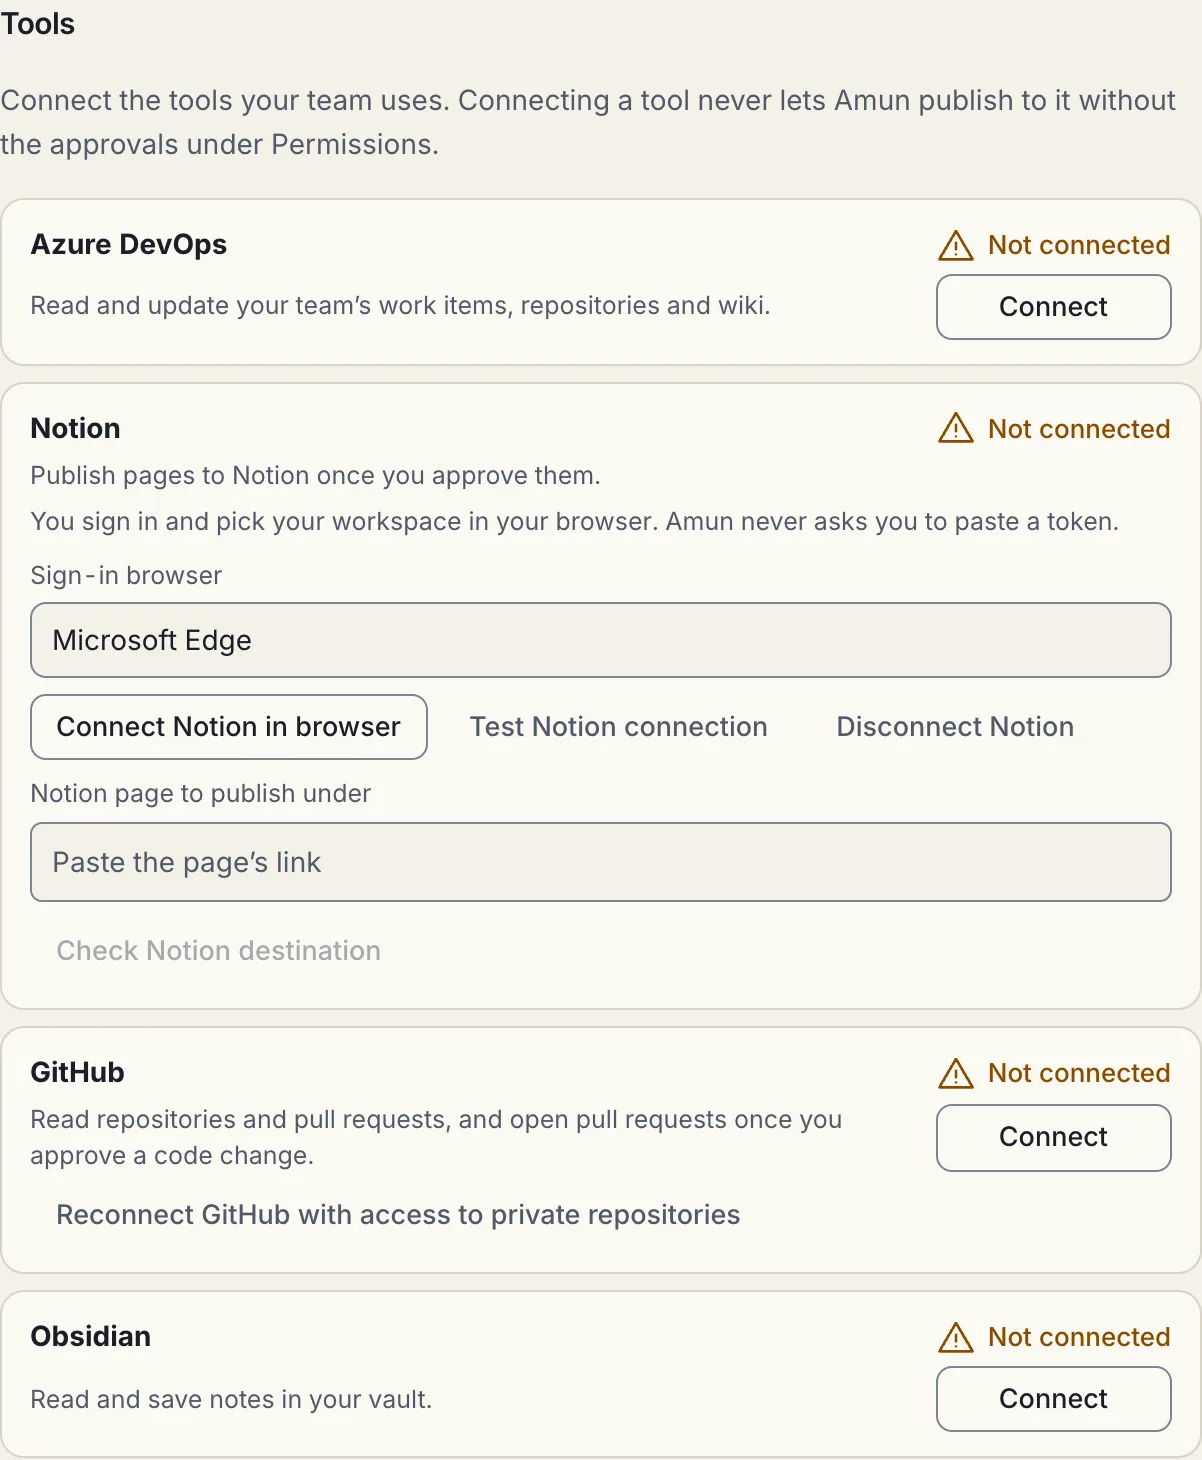 Tools
Connect the tools your team uses. Connecting a tool never lets Amun publish to it without
the approvals under Permissions.
Azure DevOps
Not connected
Read and update your team’s work items, repositories and wiki.
Connect
Notion
Not connected
Publish pages to Notion once you approve them.
You sign in and pick your workspace in your browser. Amun never asks you to paste a token.
Sign-in browser
Microsoft Edge
Connect Notion in browser
Test Notion connection
Disconnect Notion
Notion page to publish under
Paste the page’s link
Check Notion destination
GitHub
Not connected
Read repositories and pull requests, and open pull requests once you
approve a code change.
Connect
Reconnect GitHub with access to private repositories
Obsidian
Not connected
Read and save notes in your vault.
Connect